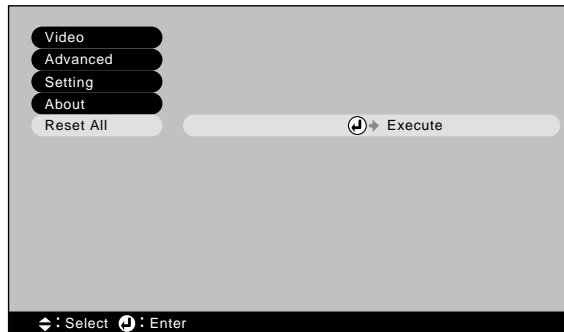 Video
Advanced
Setting
About
Reset All Execute
: Select : Enter